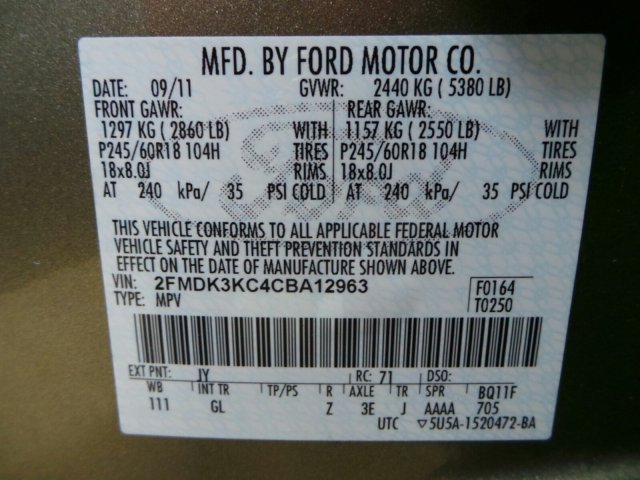 MFD. BY FORD MOTOR CO.
DATE: 09/11 GVWR: 2440 KG ( 5380 LB)
FRONT GAWR: REAR GAWR:
1297 KG ( 2860 LB) WITH 1157 KG ( 2550 LB) WITH
P245/60R18 104H TIRES P245/60R18 104H TIRES
18x8.0J RIMS 18x8.0J RIMS
AT 240 kPa/ 35 PSI COLD AT 240 kPa/ 35 PSI COLD
THIS VEHICLE CONFORMS TO ALL APPLICABLE FEDERAL MOTOR
VEHICLE SAFETY AND THEFT PREVENTION STANDARDS IN
EFFECT ON THE DATE OF MANUFACTURE SHOWN ABOVE.
VIN: 2FMDK3KC4CBA12963 F0164
TYPE: MPV T0250
EXT PNT: JY RC: 71 DSO:
WB INT TR TP/PS R AXLE TR SPR BQ11F
111 GL Z 3E J AAAA 705
UTC ▽5U5A-1520472-BA